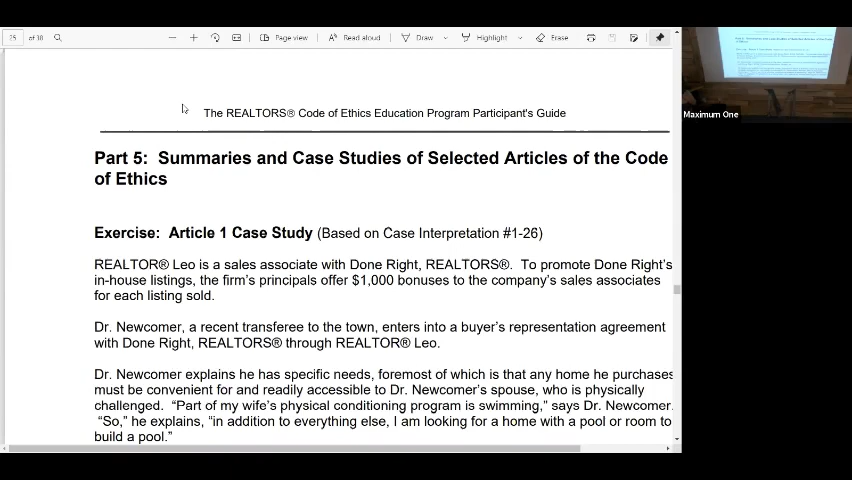 25 of 38 Page view Read aloud Draw Highlight Erase
The REALTORS® Code of Ethics Education Program Participant's Guide
Part 5: Summaries and Case Studies of Selected Articles of the Code
of Ethics
Exercise: Article 1 Case Study (Based on Case Interpretation #1-26)
REALTOR® Leo is a sales associate with Done Right, REALTORS®. To promote Done Right's
in-house listings, the firm's principals offer $1,000 bonuses to the company's sales associates
for each listing sold.
Dr. Newcomer, a recent transferee to the town, enters into a buyer's representation agreement
with Done Right, REALTORS® through REALTOR® Leo.
Dr. Newcomer explains he has specific needs, foremost of which is that any home he purchases
must be convenient for and readily accessible to Dr. Newcomer's spouse, who is physically
challenged. “Part of my wife's physical conditioning program is swimming,” says Dr. Newcomer.
“So,” he explains, “in addition to everything else, I am looking for a home with a pool or room to
build a pool.”
Maximum One